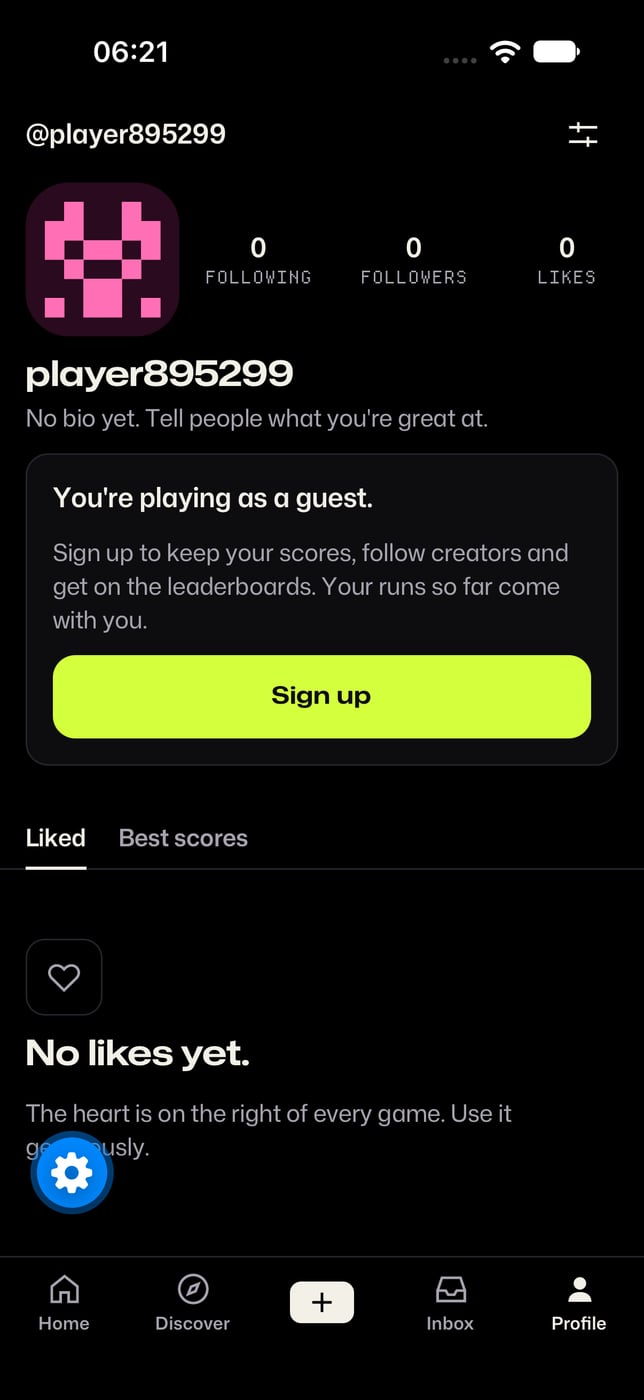 06:21
@player895299
0 0 0
FOLLOWING FOLLOWERS LIKES
player895299
No bio yet. Tell people what you're great at.
You're playing as a guest.
Sign up to keep your scores, follow creators and
get on the leaderboards. Your runs so far come
with you.
Sign up
Liked Best scores
No likes yet.
The heart is on the right of every game. Use it
Home Discover Inbox Profile